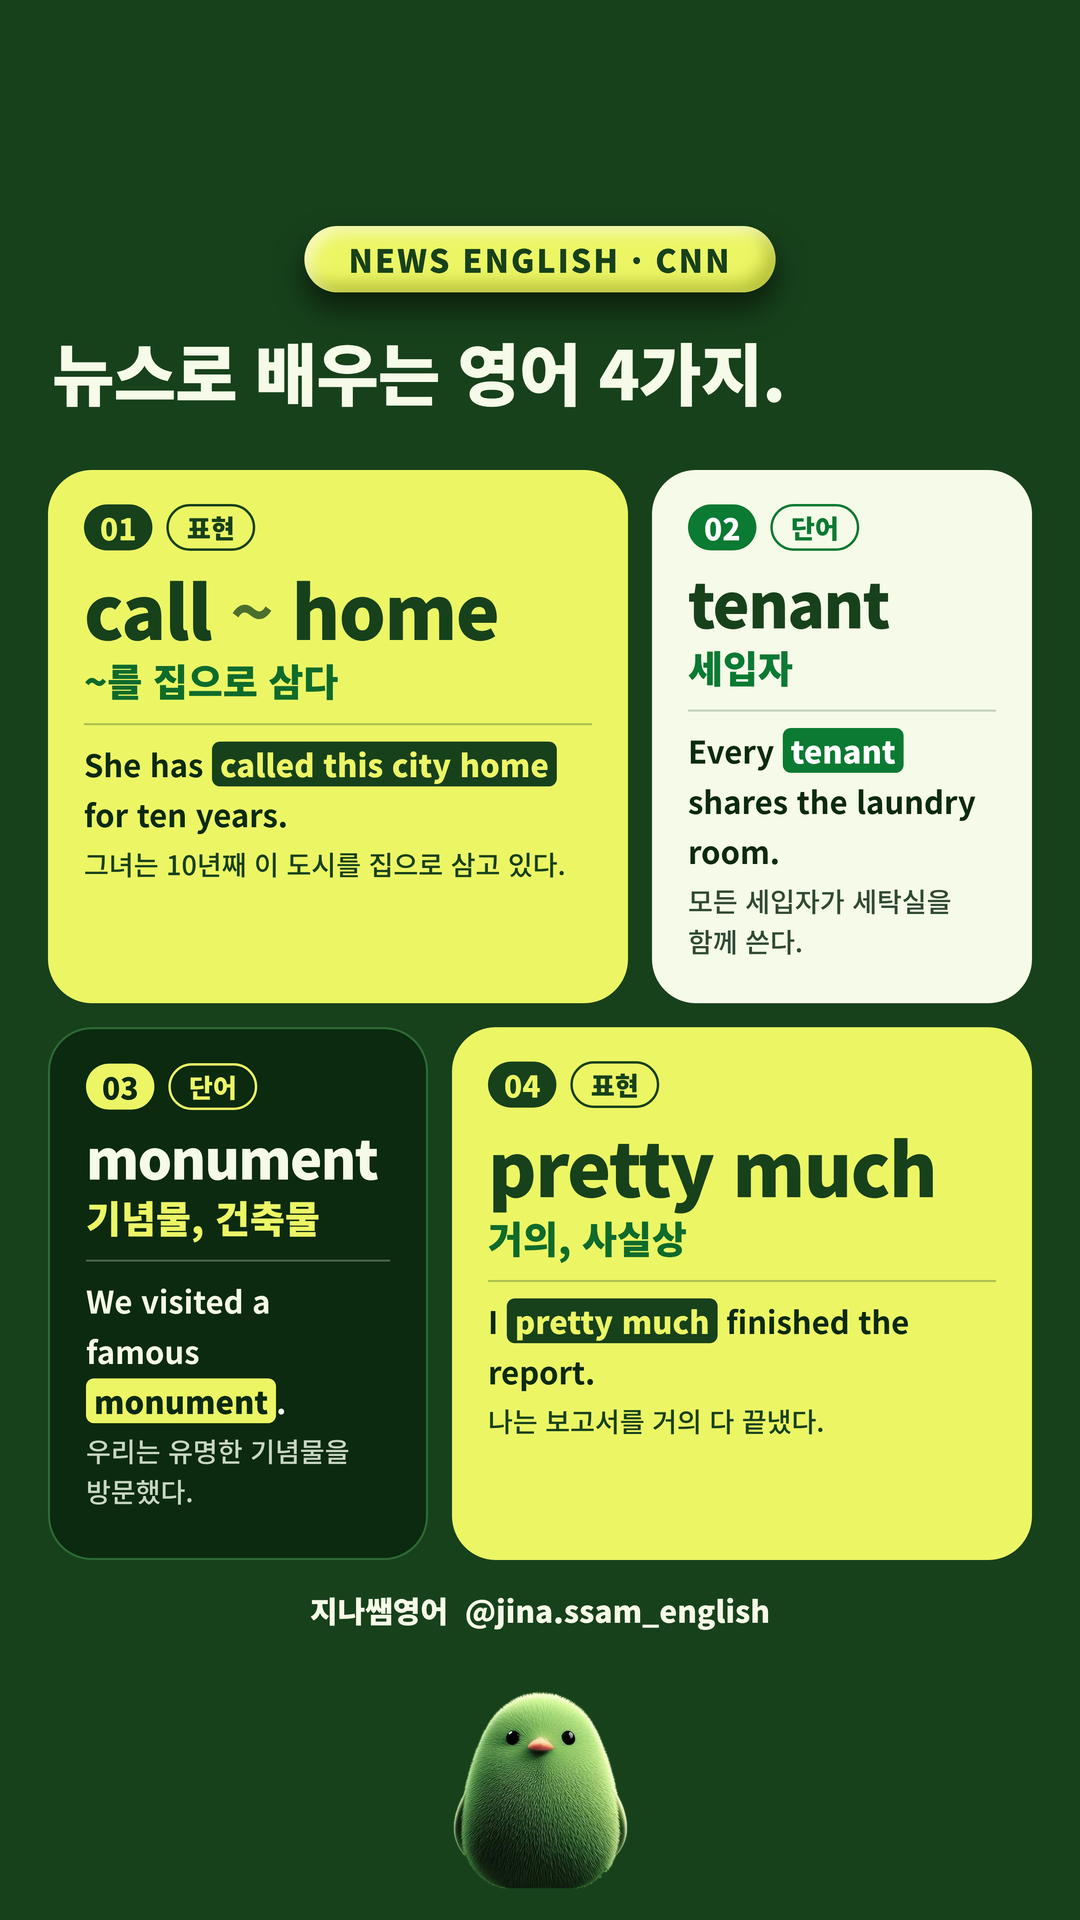 NEWS ENGLISH · CNN
뉴스로 배우는 영어 4가지.
01 표현
call ~ home
~를 집으로 삼다
She has called this city home
for ten years.
그녀는 10년째 이 도시를 집으로 삼고 있다.
02 단어
tenant
세입자
Every tenant
shares the laundry
room.
모든 세입자가 세탁실을
함께 쓴다.
03 단어
monument
기념물, 건축물
We visited a
famous
monument.
우리는 유명한 기념물을
방문했다.
04 표현
pretty much
거의, 사실상
I pretty much finished the
report.
나는 보고서를 거의 다 끝냈다.
지나쌤영어 @jina.ssam_english